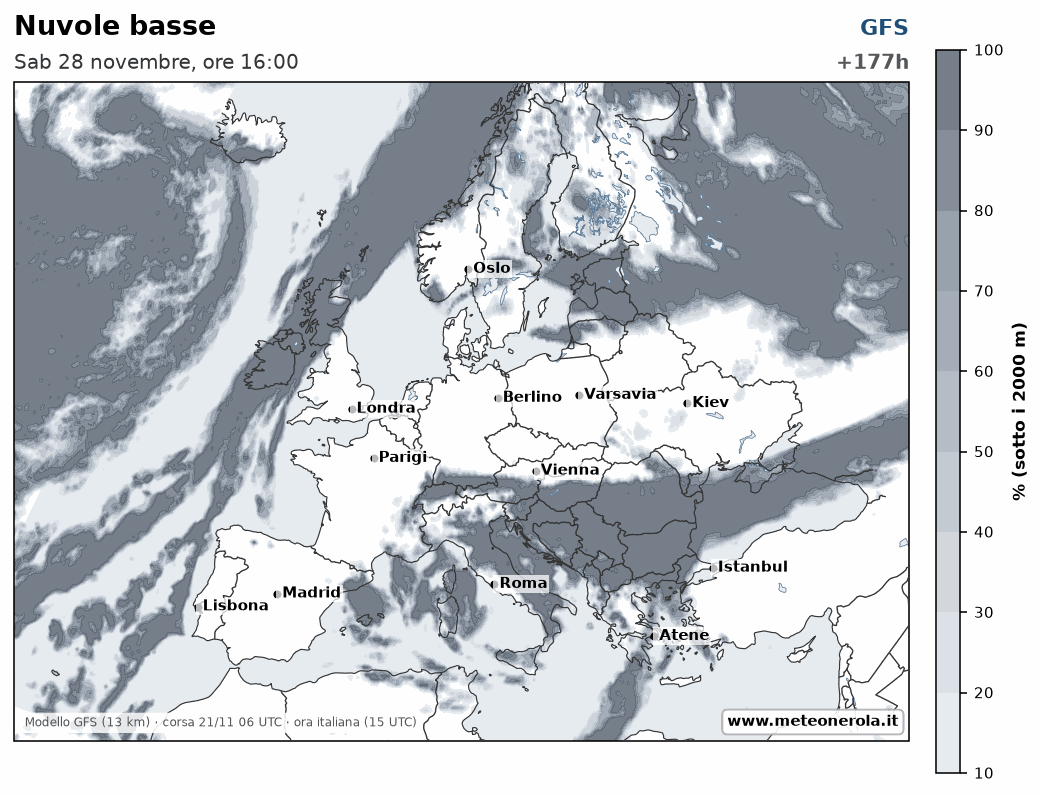 Nuvole basse
GFS
Sab 28 novembre, ore 16:00
+177h
Oslo
Londra
Berlino
Varsavia
Kiev
Parigi
Vienna
Istanbul
Roma
Madrid
Lisbona
Atene
Modello GFS (13 km) · corsa 21/11 06 UTC · ora italiana (15 UTC)
www.meteonerola.it
100
90
80
70
60
50
40
30
20
10
% (sotto i 2000 m)